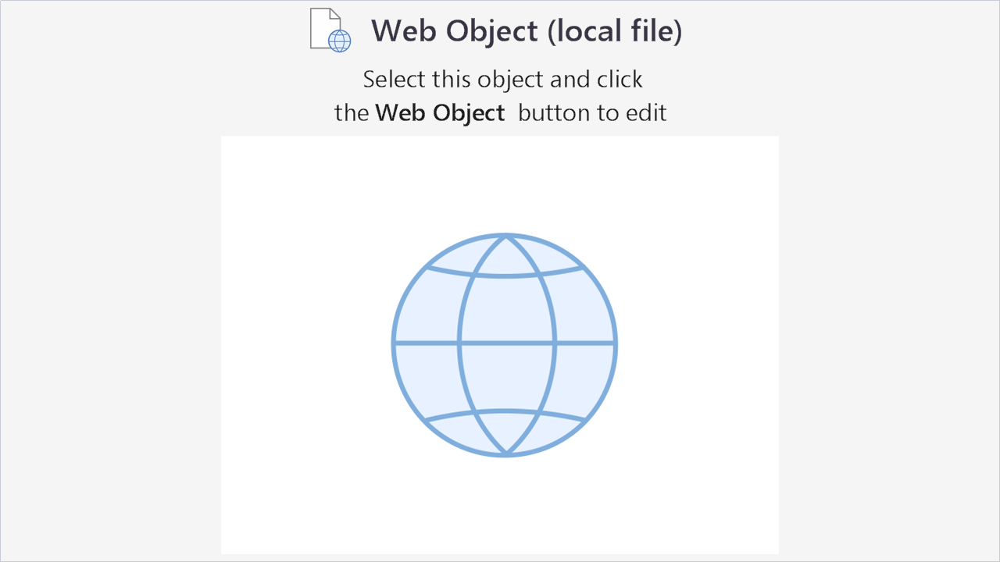 Web Object (local file)
Select this object and click
the Web Object button to edit